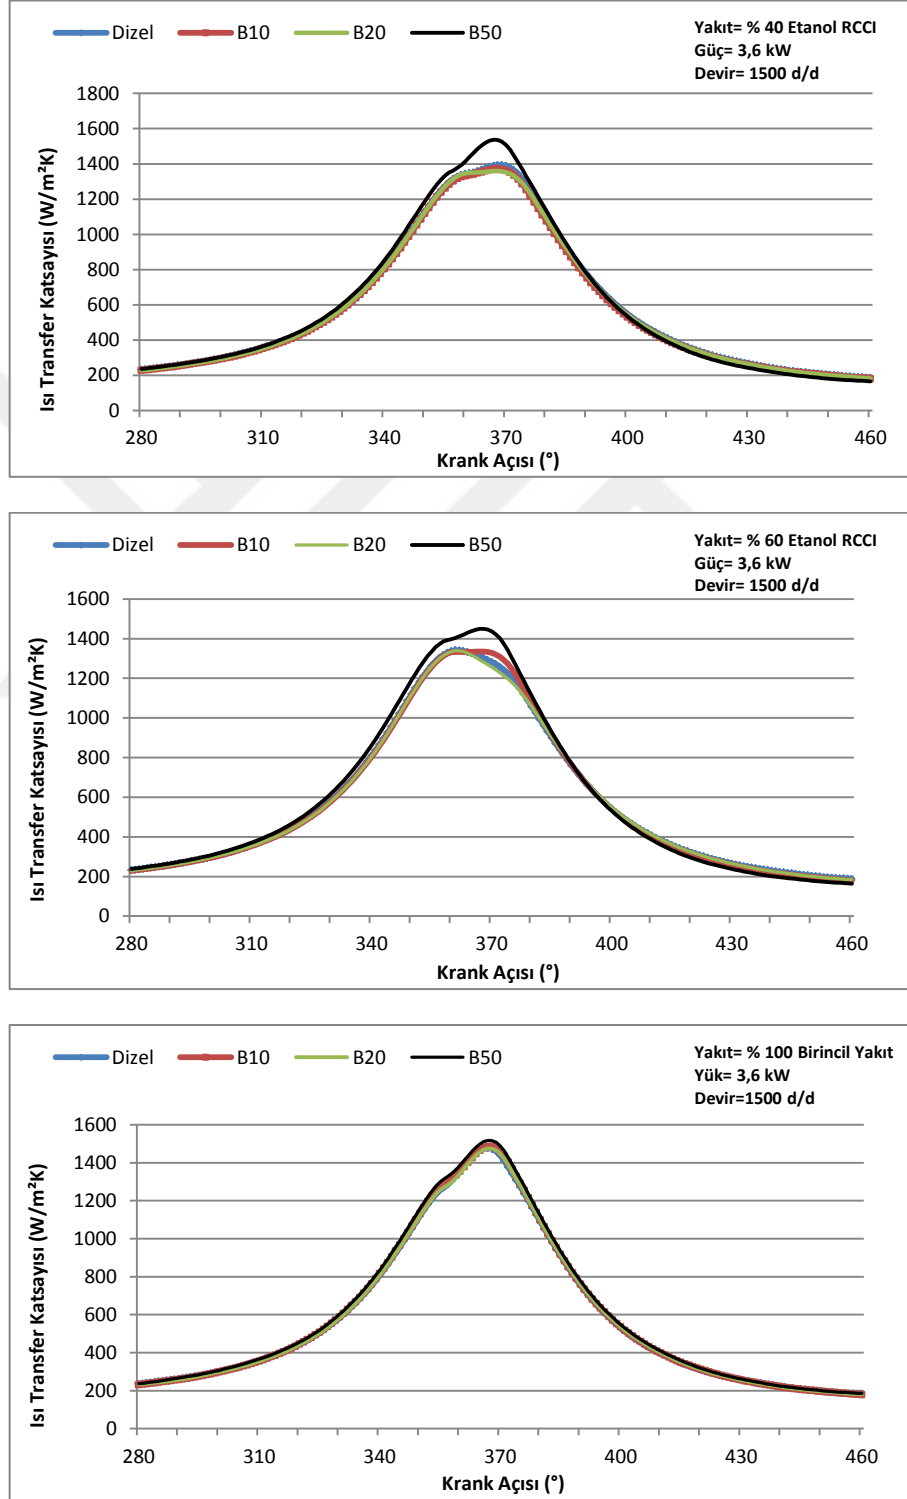 Dizel B10 B20 B50
Yakıt= % 40 Etanol RCCI
Güç= 3,6 kW
Devir= 1500 d/d
Isı Transfer Katsayısı (W/m²K)
1800
1600
1400
1200
1000
800
600
400
200
0
280 310 340 370 400 430 460
Krank Açısı (°)
Dizel B10 B20 B50
Yakıt= % 60 Etanol RCCI
Güç= 3,6 kW
Devir= 1500 d/d
Isı Transfer Katsayısı (W/m²K)
1600
1400
1200
1000
800
600
400
200
0
280 310 340 370 400 430 460
Krank Açısı (°)
Dizel B10 B20 B50
Yakıt= % 100 Birincil Yakıt
Yük= 3,6 kW
Devir=1500 d/d
Isı Transfer Katsayısı (W/m²K)
1600
1400
1200
1000
800
600
400
200
0
280 310 340 370 400 430 460
Krank Açısı (°)